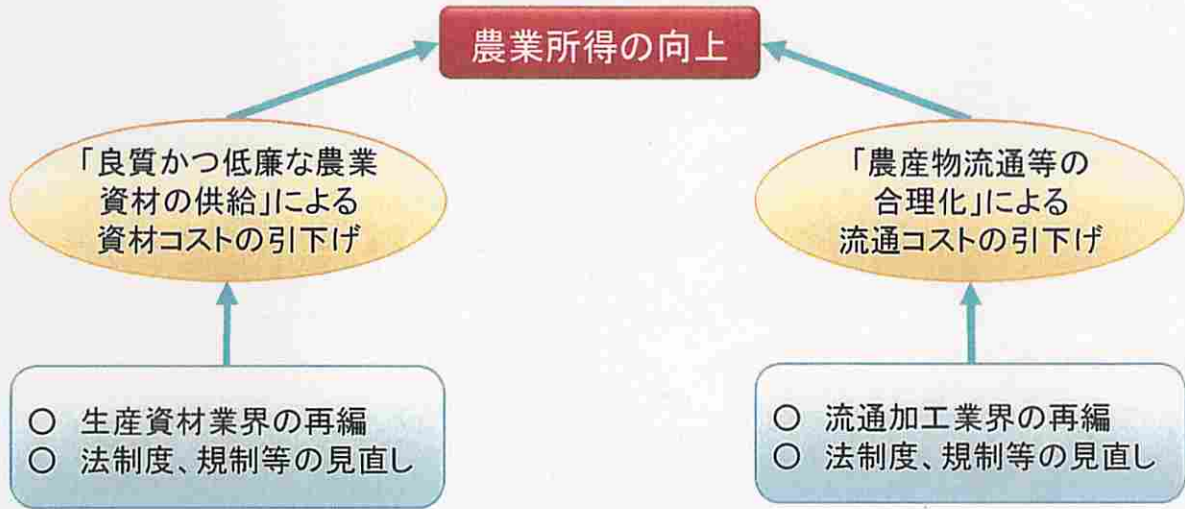 農業所得の向上
「良質かつ低廉な農業
資材の供給」による
資材コストの引下げ
「農産物流通等の
合理化」による
流通コストの引下げ
○ 生産資材業界の再編
○ 法制度、規制等の見直し
○ 流通加工業界の再編
○ 法制度、規制等の見直し